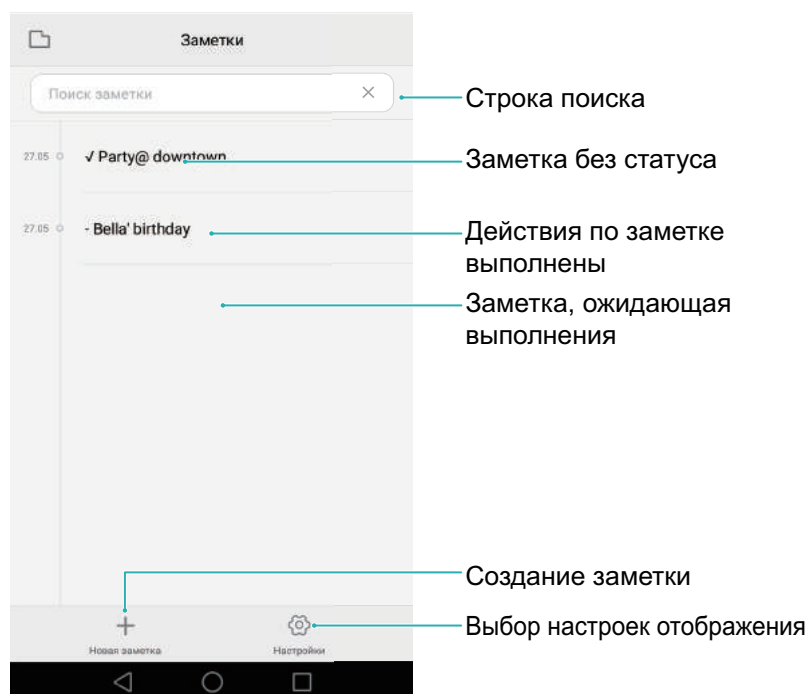 Заметки
Поиск заметки
Строка поиска
27.05 √ Party@ downtown
Заметка без статуса
27.05 - Bella' birthday
Действия по заметке
выполнены
Заметка, ожидающая
выполнения
Создание заметки
Новая заметка
Настройки
Выбор настроек отображения